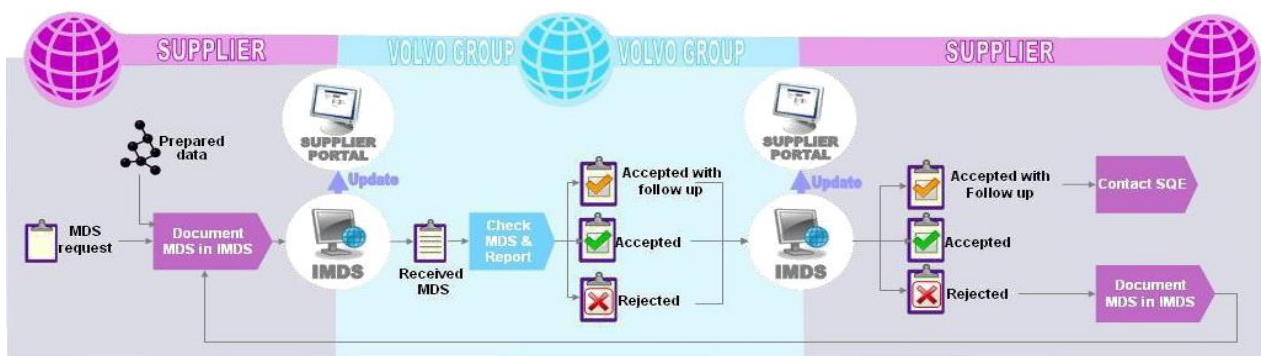 SUPPLIER
VOLVO GROUP
VOLVO GROUP
SUPPLIER
Prepared
data
MDS
request
Document
MDS in IMDS
SUPPLIER
PORTAL
Update
IMDS
Received
MDS
Check
MDS &
Report
Accepted with
follow up
Accepted
Rejected
SUPPLIER
PORTAL
Update
IMDS
Accepted with
Follow up
Accepted
Rejected
Contact SQE
Document
MDS in IMDS